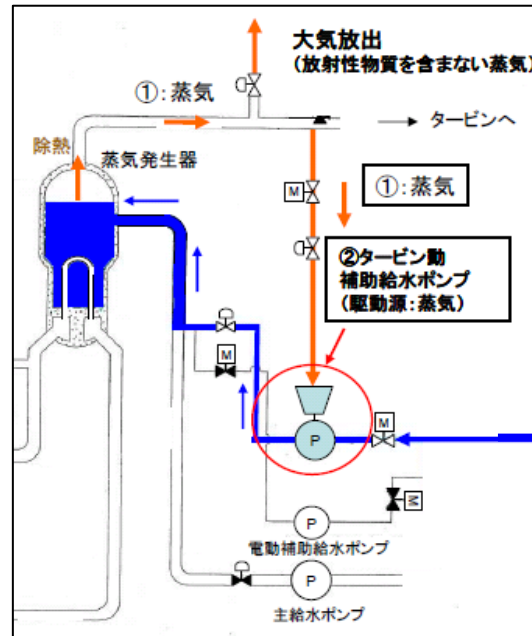 大気放出
(放射性物質を含まない蒸気)
①:蒸気
タービンへ
除熱
蒸気発生器
M
①:蒸気
②タービン動
補助給水ポンプ
(駆動源:蒸気)
M
M
P
M
P
電動補助給水ポンプ
P
主給水ポンプ